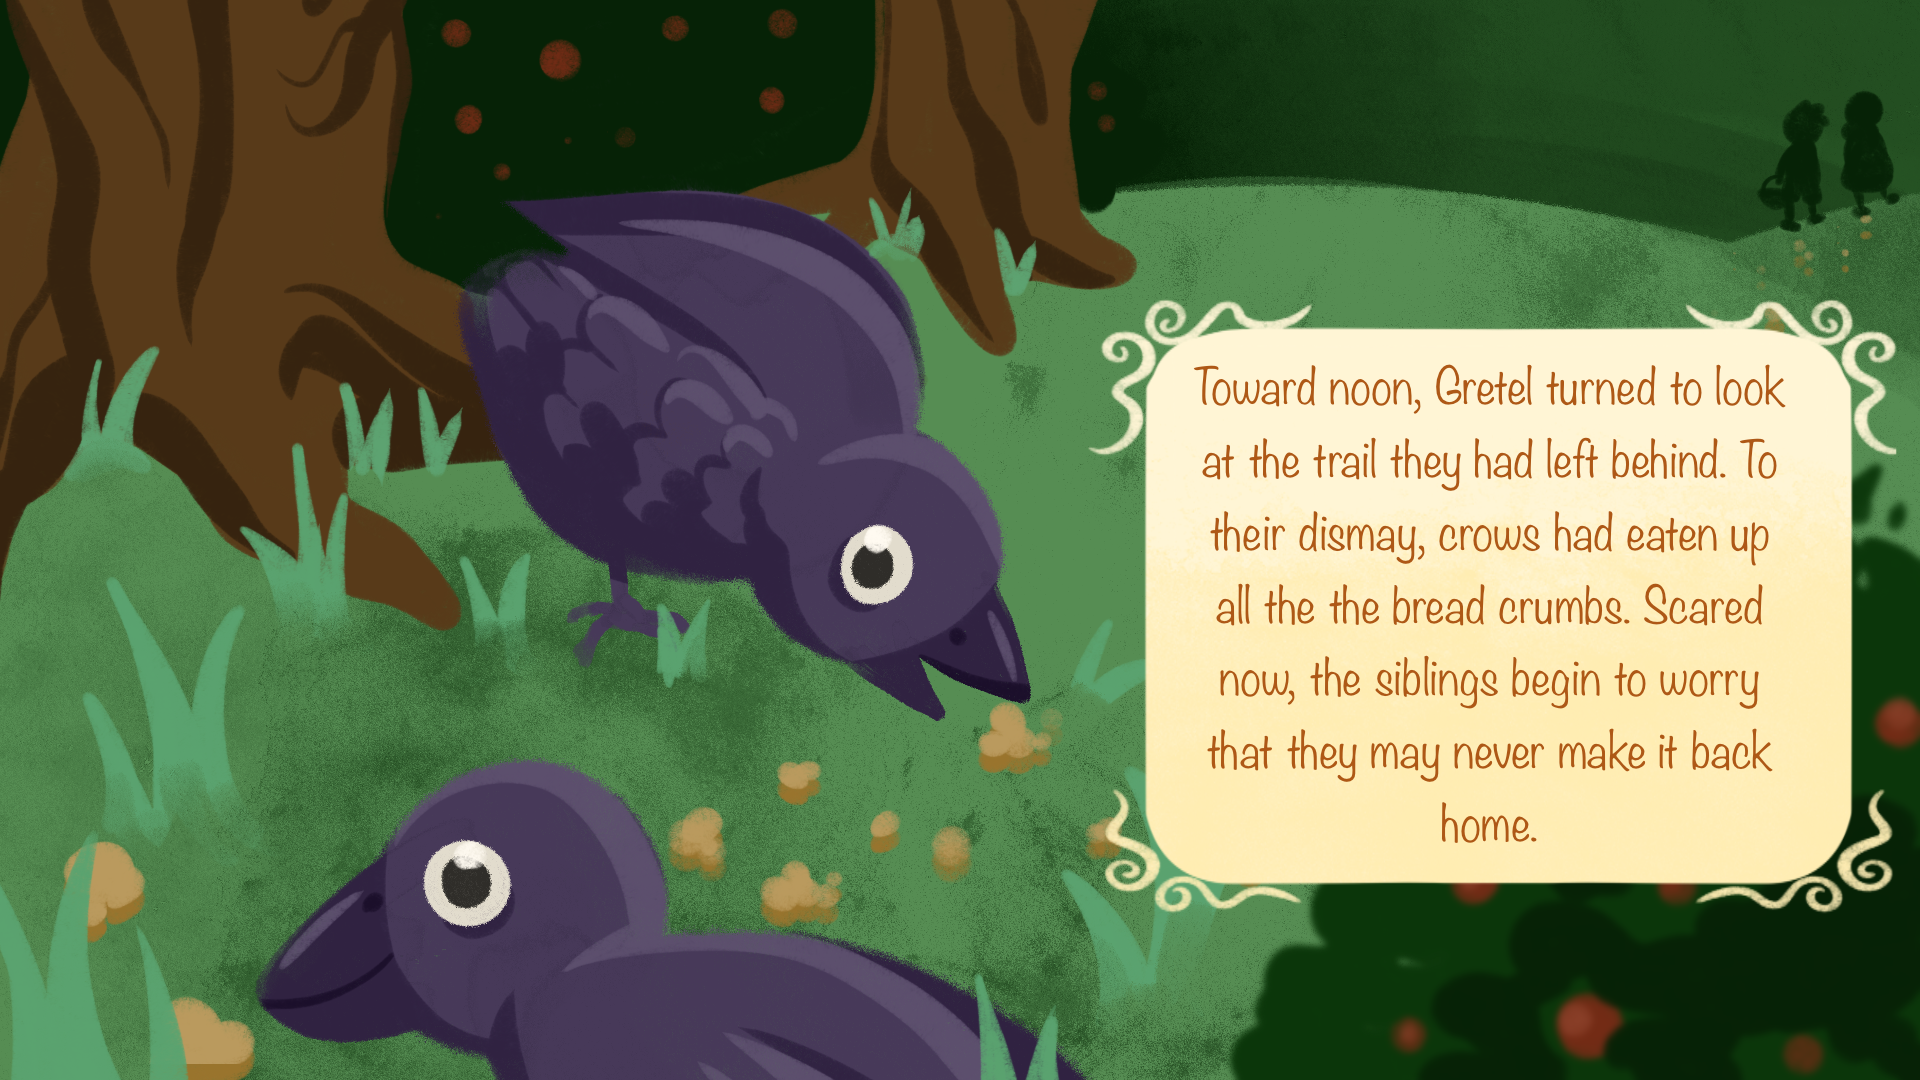 Toward noon, Gretel turned to look
at the trail they had left behind. To
their dismay, crows had eaten up
all the the bread crumbs. Scared
now, the siblings begin to worry
that they may never make it back
home.